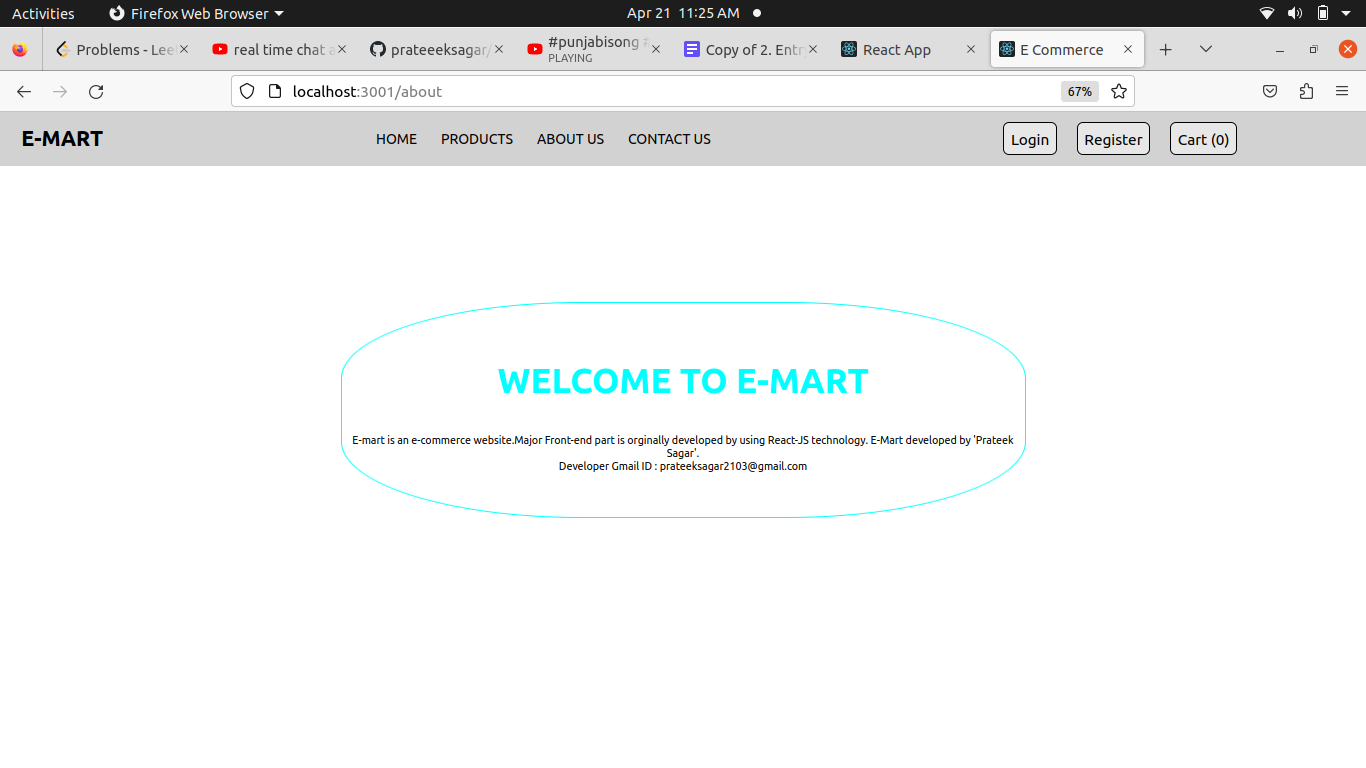 Activities Firefox Web Browser Apr 21 11:25 AM
Problems - Lee real time chat a prateeeksagar/ #punjabisong # Copy of 2. Entr React App E Commerce
PLAYING
localhost:3001/about 67%
E-MART HOME PRODUCTS ABOUT US CONTACT US Login Register Cart (0)
WELCOME TO E-MART
E-mart is an e-commerce website.Major Front-end part is orginally developed by using React-JS technology. E-Mart developed by 'Prateek
Sagar'.
Developer Gmail ID : prateeksagar2103@gmail.com